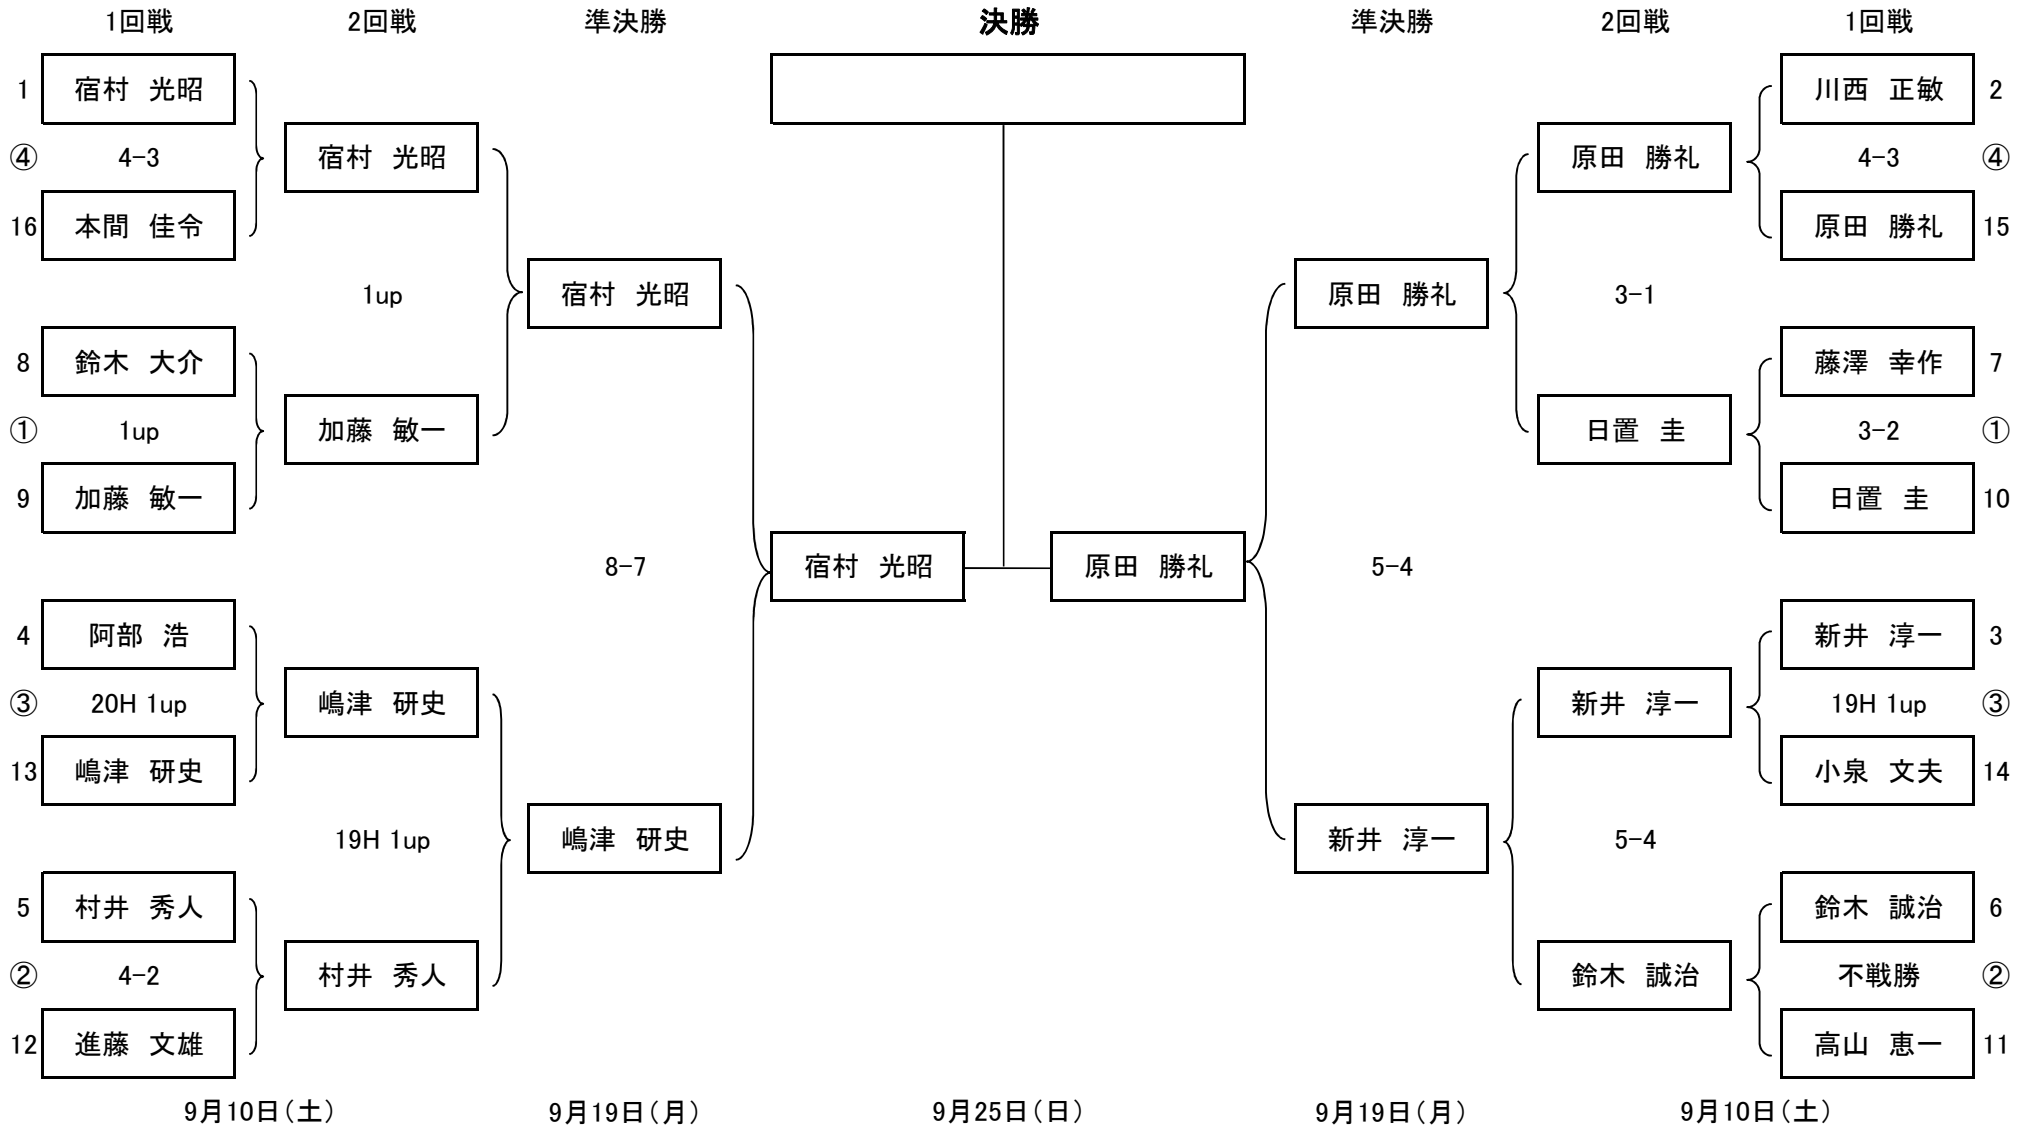 1回戦 2回戦 準決勝 決勝 準決勝 2回戦 1回戦
1 宿村 光昭 川西 正敏 2
④ 4-3 宿村 光昭 原田 勝礼 4-3 ④
16 本間 佳令 原田 勝礼 15
1up 宿村 光昭 原田 勝礼 3-1
8 鈴木 大介 藤澤 幸作 7
① 1up 加藤 敏一 日置 圭 3-2 ①
9 加藤 敏一 日置 圭 10
8-7 宿村 光昭 原田 勝礼 5-4
4 阿部 浩 新井 淳一 3
③ 20H 1up 嶋津 研史 新井 淳一 19H 1up ③
13 嶋津 研史 小泉 文夫 14
19H 1up 嶋津 研史 新井 淳一 5-4
5 村井 秀人 鈴木 誠治 6
② 4-2 村井 秀人 鈴木 誠治 不戦勝 ②
12 進藤 文雄 高山 恵一 11
9月10日(土) 9月19日(月) 9月25日(日) 9月19日(月) 9月10日(土)